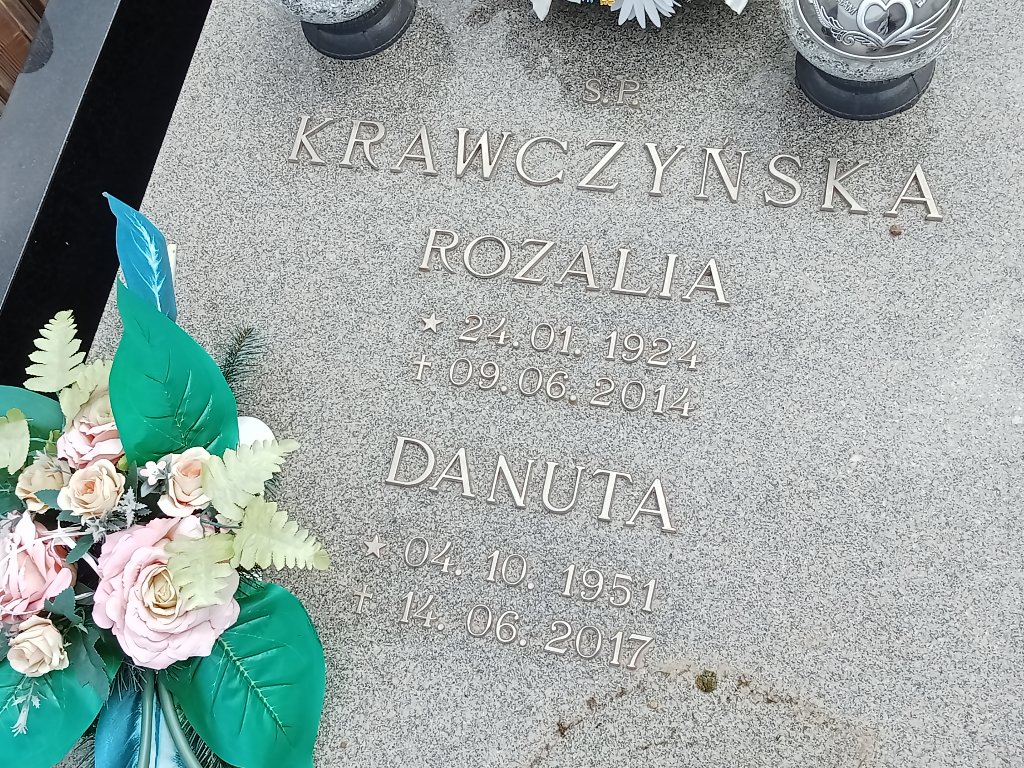 S.P.
KRAWCZYŃSKA
ROZALIA
★ 24.01.1924
✝ 09.06.2014
DANUTA
★ 04.10.1951
✝ 14.06.2017